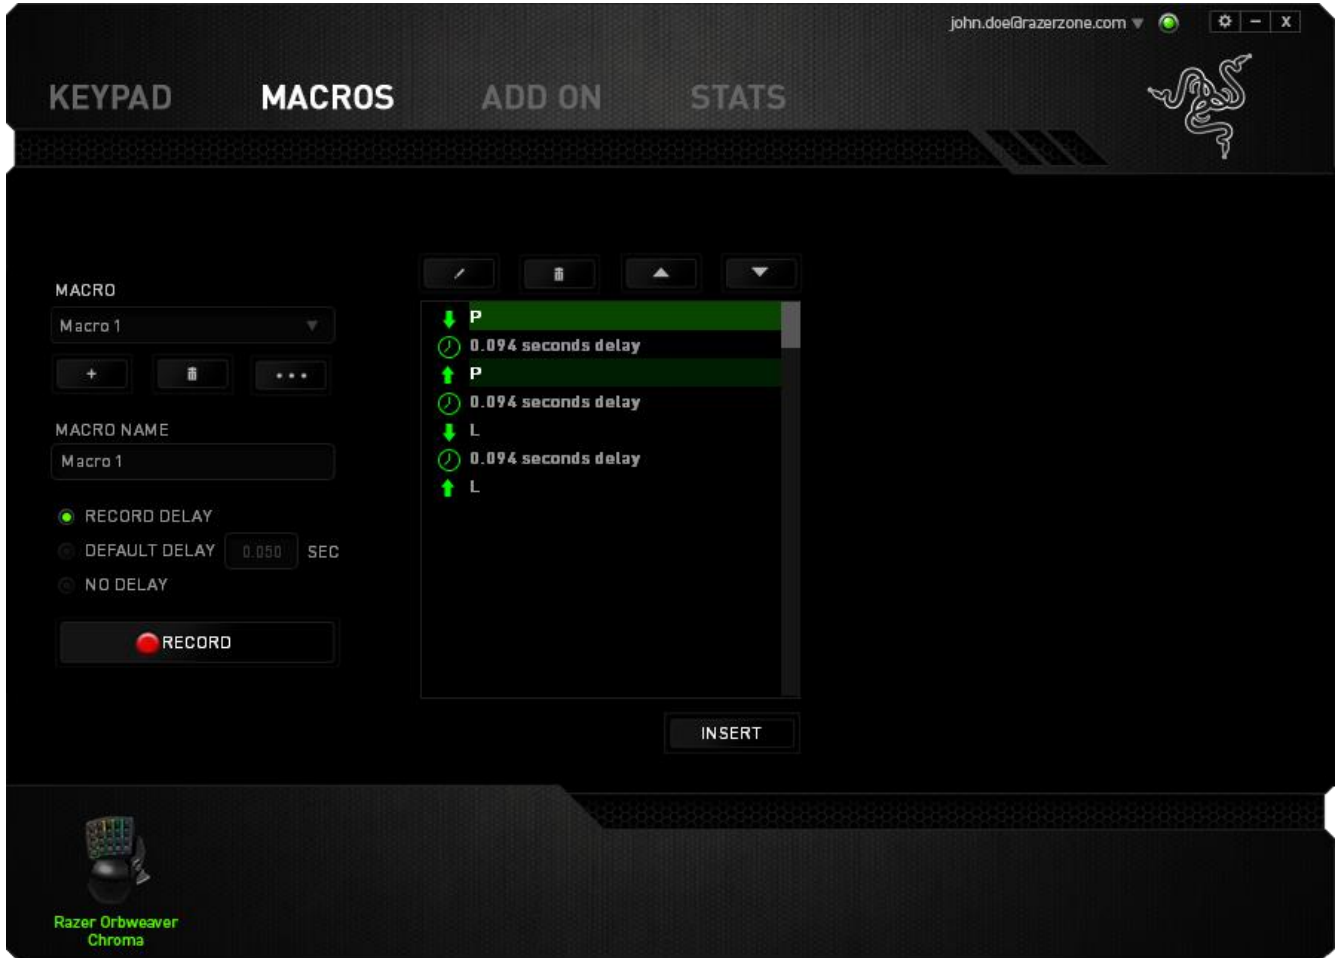 john.doe@razerzone.com
KEYPAD MACROS ADD ON STATS
MACRO
Macro 1
MACRO NAME
Macro 1
RECORD DELAY
DEFAULT DELAY 0.050 SEC
NO DELAY
RECORD
P
0.094 seconds delay
P
0.094 seconds delay
L
0.094 seconds delay
L
INSERT
Razer Orbweaver
Chroma